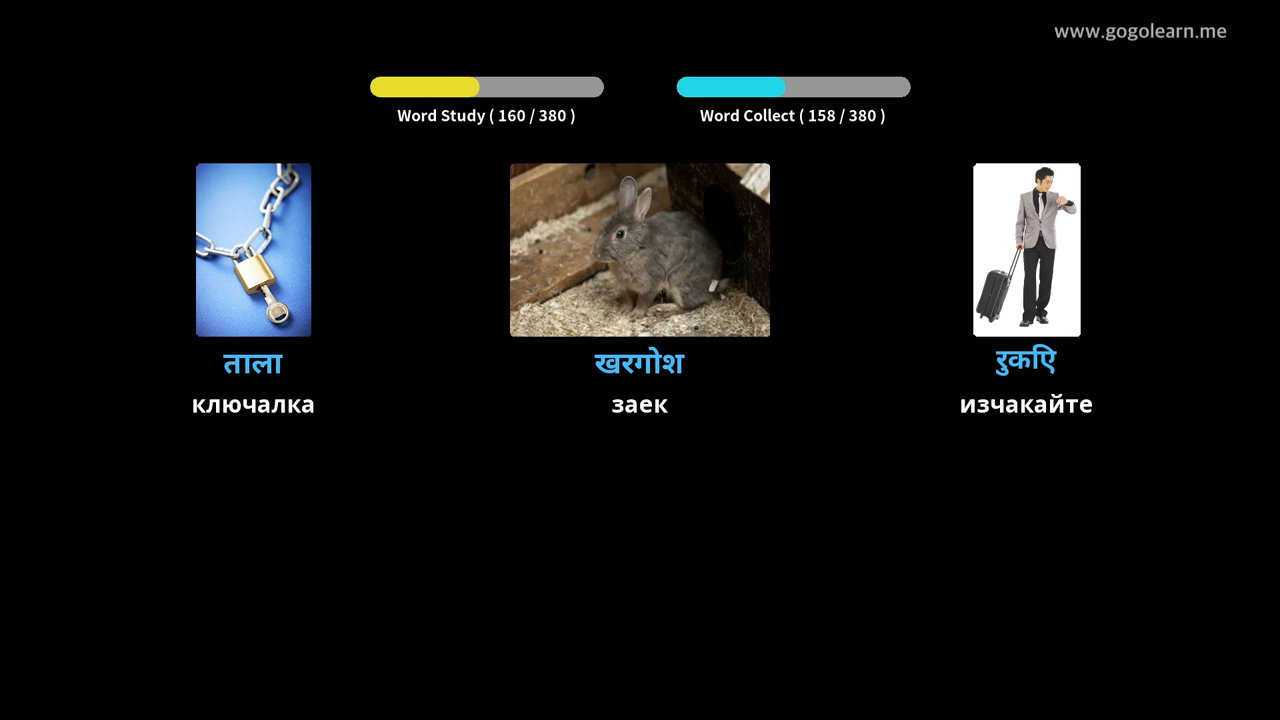 www.gogolearn.me
Word Study ( 160 / 380 )
Word Collect ( 158 / 380 )
ताला
खरगोश
रुकिए
ключалка
заек
изчакайте